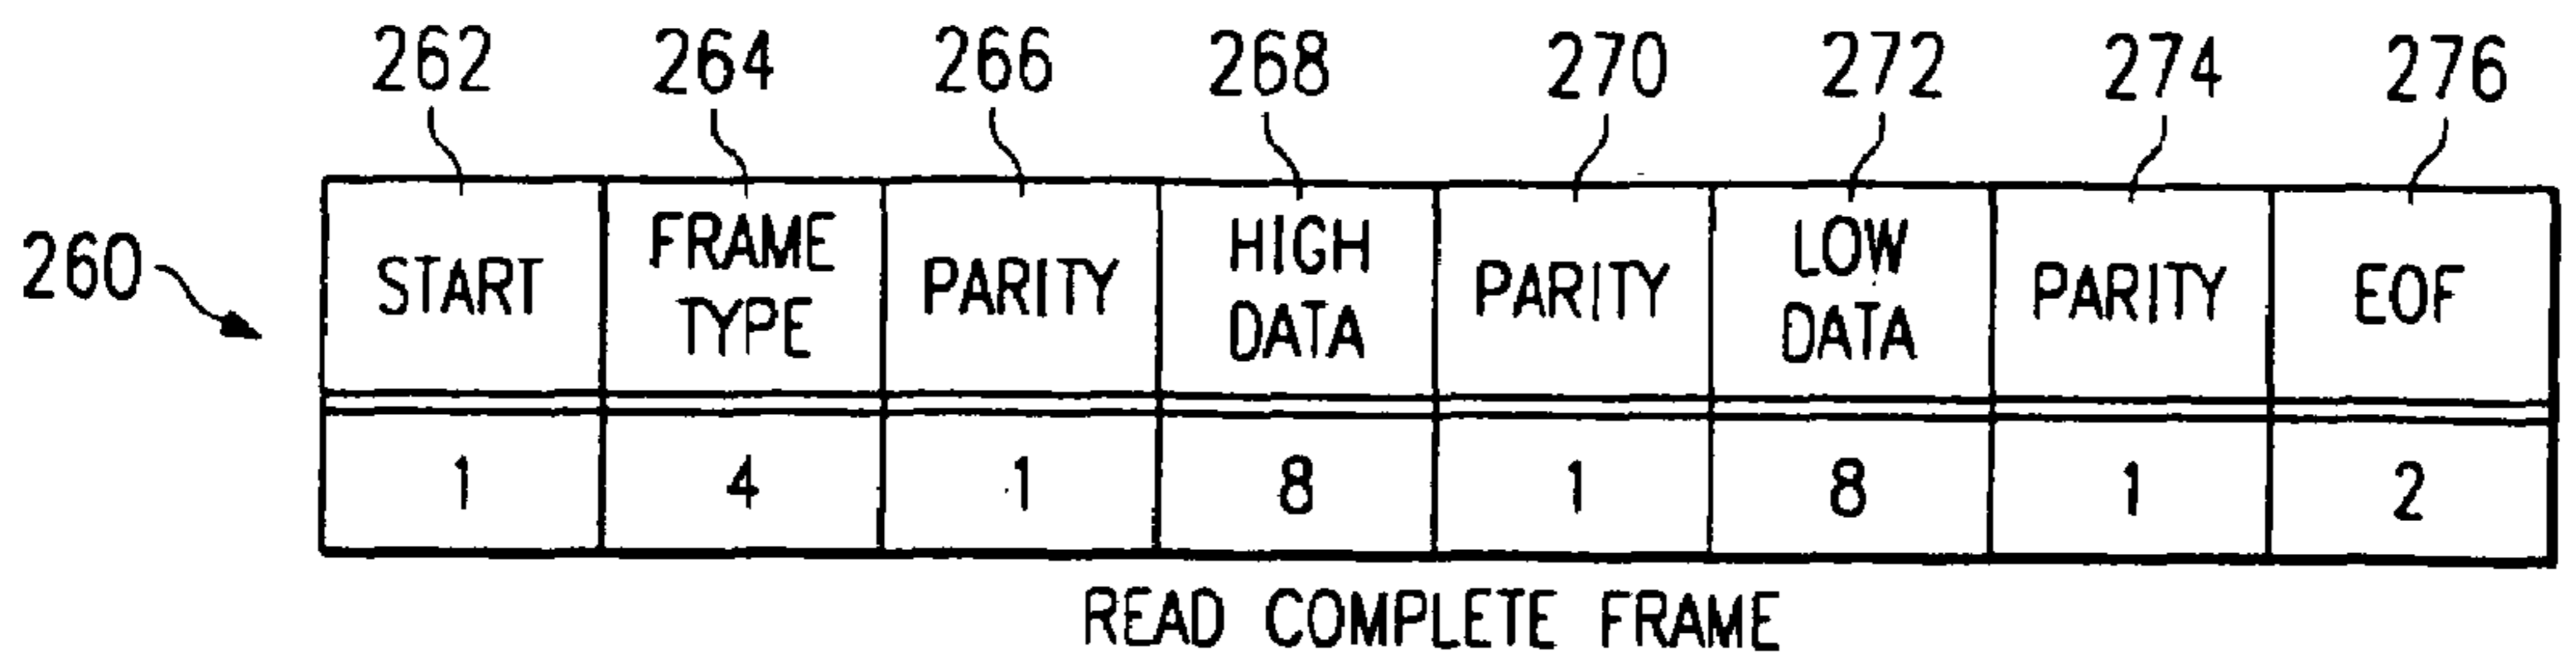 262 264 266 268 270 272 274 276
260
START FRAME TYPE PARITY HIGH DATA PARITY LOW DATA PARITY EOF
1 4 1 8 1 8 1 2
READ COMPLETE FRAME